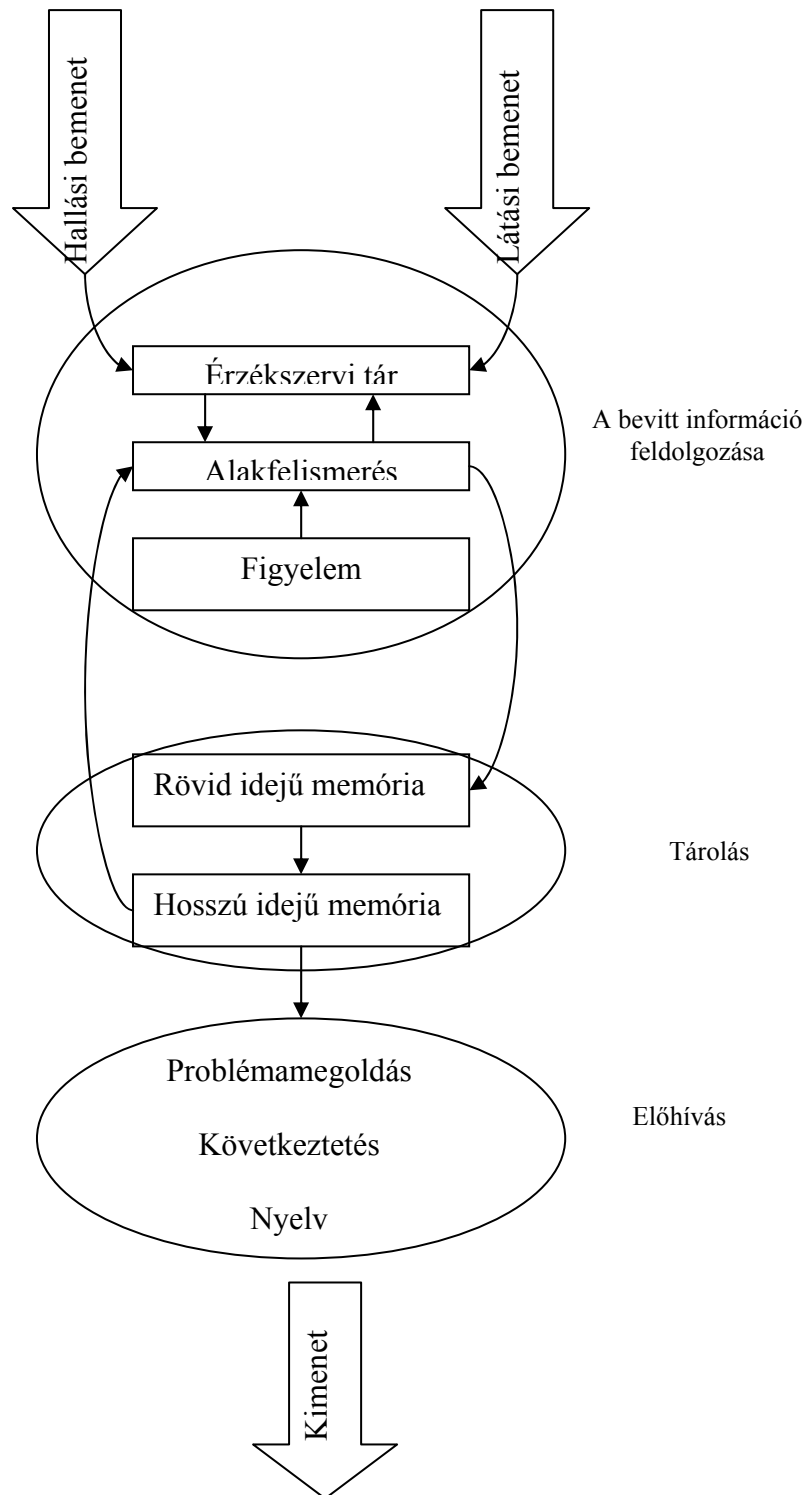 Hallási bemenet
Látási bemenet
Érzékszervi tár
Alakfelismerés
Figyelem
A bevitt információ
feldolgozása
Rövid idejű memória
Hosszú idejű memória
Tárolás
Problémamegoldás
Következtetés
Nyelv
Előhívás
Kimenet